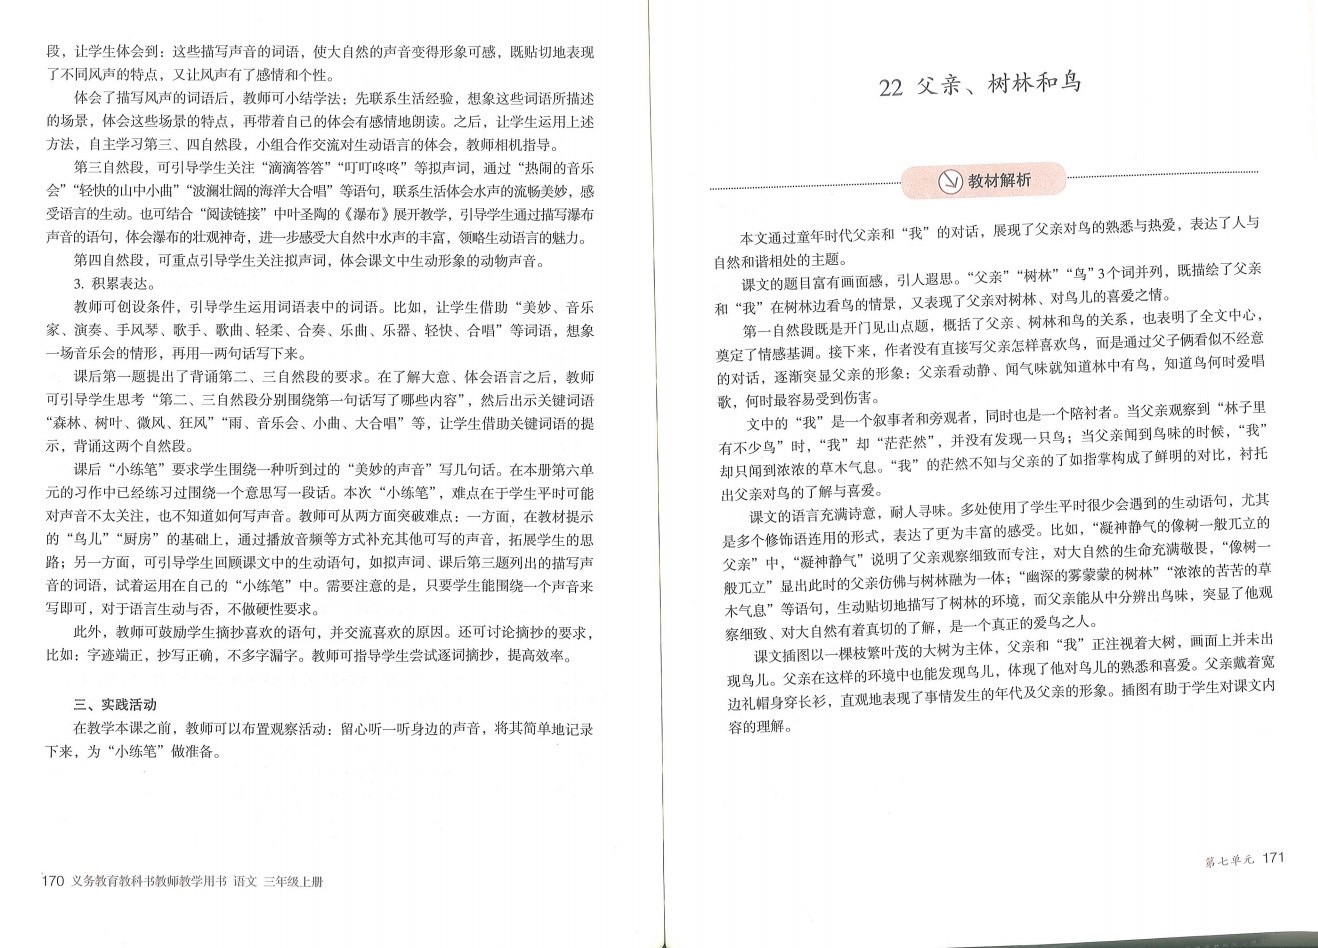 段，让学生体会到：这些描写声音的词语，使大自然的声音变得形象可感，既贴切地表现
了不同风声的特点，又让风声有了感情和个性。
体会了描写风声的词语后，教师可小结学法：先联系生活经验，想象这些词语所描述
的场景，体会这些场景的特点，再带着自己的体会有感情地朗读。之后，让学生运用上述
方法，自主学习第三、四自然段，小组合作交流对生动语言的体会，教师相机指导。
第三自然段，可引导学生关注“滴滴答答”“叮叮咚咚”等拟声词，通过“热闹的音乐
会”“轻快的山中小曲”“波澜壮阔的海洋大合唱”等语句，联系生活体会水声的流畅美妙，感
受语言的生动。也可结合“阅读链接”中叶圣陶的《瀑布》展开教学，引导学生通过描写瀑布
声音的语句，体会瀑布的壮观神奇，进一步感受大自然中水声的丰富，领略生动语言的魅力。
第四自然段，可重点引导学生关注拟声词，体会课文中生动形象的动物声音。
3. 积累表达。
教师可创设条件，引导学生运用词语表中的词语。比如，让学生借助“美妙、音乐
家、演奏、手风琴、歌手、歌曲、轻柔、合奏、乐曲、乐器、轻快、合唱”等词语，想象
一场音乐会的情形，再用一两句话写下来。
课后第一题提出了背诵第二、三自然段的要求。在了解大意、体会语言之后，教师
可引导学生思考“第二、三自然段分别围绕第一句话写了哪些内容”，然后出示关键词语
“森林、树叶、微风、狂风”“雨、音乐会、小曲、大合唱”等，让学生借助关键词语的提
示，背诵这两个自然段。
课后“小练笔”要求学生围绕一种听到过的“美妙的声音”写几句话。在本册第六单
元的习作中已经练习过围绕一个意思写一段话。本次“小练笔”，难点在于学生平时可能
对声音不太关注，也不知道如何写声音。教师可从两方面突破难点：一方面，在教材提示
的“鸟儿”“厨房”的基础上，通过播放音频等方式补充其他可写的声音，拓展学生的思
路；另一方面，可引导学生回顾课文中的生动语句，如拟声词、课后第三题列出的描写声
音的词语，试着运用在自己的“小练笔”中。需要注意的是，只要学生能围绕一个声音来
写即可，对于语言生动与否，不做硬性要求。
此外，教师可鼓励学生摘抄喜欢的语句，并交流喜欢的原因。还可讨论摘抄的要求，
比如：字迹端正，抄写正确，不多字漏字。教师可指导学生尝试逐词摘抄，提高效率。
三、实践活动
在教学本课之前，教师可以布置观察活动：留心听一听身边的声音，将其简单地记录
下来，为“小练笔”做准备。
170 义务教育教科书教师教学用书 语文 三年级上册
22 父亲、树林和鸟
教材解析
本文通过童年时代父亲和“我”的对话，展现了父亲对鸟的熟悉与热爱，表达了人与
自然和谐相处的主题。
课文的题目富有画面感，引人遐思。“父亲”“树林”“鸟”3个词并列，既描绘了父亲
和“我”在树林边看鸟的情景，又表现了父亲对树林、对鸟儿的喜爱之情。
第一自然段既是开门见山点题，概括了父亲、树林和鸟的关系，也表明了全文中心，
奠定了情感基调。接下来，作者没有直接写父亲怎样喜欢鸟，而是通过父子俩看似不经意
的对话，逐渐突显父亲的形象：父亲看动静、闻气味就知道林中有鸟，知道鸟何时爱唱
歌，何时最容易受到伤害。
文中的“我”是一个叙事者和旁观者，同时也是一个陪衬者。当父亲观察到“林子里
有不少鸟”时，“我”却“茫茫然”，并没有发现一只鸟；当父亲闻到鸟味的时候，“我”
却只闻到浓浓的草木气息。“我”的茫然不知与父亲的了如指掌构成了鲜明的对比，衬托
出父亲对鸟的了解与喜爱。
课文的语言充满诗意，耐人寻味。多处使用了学生平时很少会遇到的生动语句，尤其
是多个修饰语连用的形式，表达了更为丰富的感受。比如，“凝神静气的像树一般兀立的
父亲”中，“凝神静气”说明了父亲观察细致而专注，对大自然的生命充满敬畏，“像树一
般兀立”显出此时的父亲仿佛与树林融为一体；“幽深的雾蒙蒙的树林”“浓浓的苦苦的草
木气息”等语句，生动贴切地描写了树林的环境，而父亲能从中分辨出鸟味，突显了他观
察细致、对大自然有着真切的了解，是一个真正的爱鸟之人。
课文插图以一棵枝繁叶茂的大树为主体，父亲和“我”正注视着大树，画面上并未出
现鸟儿。父亲在这样的环境中也能发现鸟儿，体现了他对鸟儿的熟悉和喜爱。父亲戴着宽
边礼帽身穿长衫，直观地表现了事情发生的年代及父亲的形象。插图有助于学生对课文内
容的理解。
第七单元 171